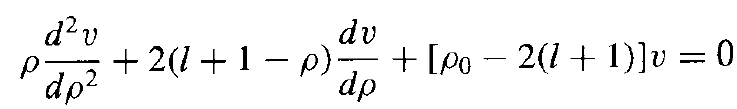 ρ d²v/dρ² + 2(l + 1 − ρ) dv/dρ + [ρ₀ − 2(l + 1)]v = 0